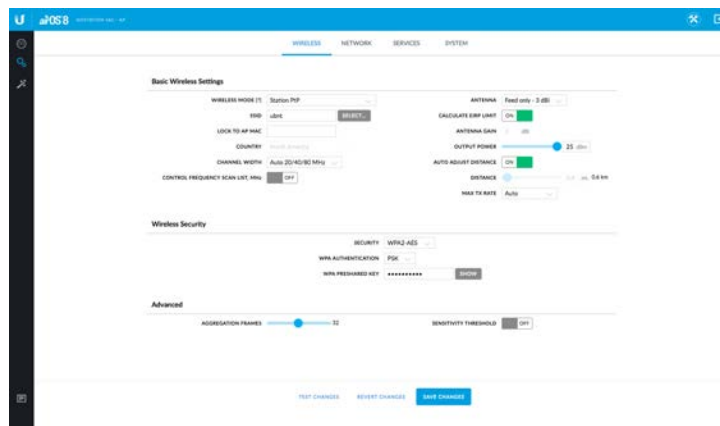 airOS 8
WIRELESS NETWORK SERVICES SYSTEM
Basic Wireless Settings
WIRELESS MODE [?] Station PtP
SSID ubnt SELECT...
LOCK TO AP MAC
COUNTRY
CHANNEL WIDTH Auto 20/40/80 MHz
CONTROL FREQUENCY SCAN LIST, MHz OFF
ANTENNA Feed only - 3 dBi
CALCULATE EIRP LIMIT ON
ANTENNA GAIN dBi
OUTPUT POWER 25 dBm
AUTO ADJUST DISTANCE ON
DISTANCE 0.6 km
MAX TX RATE Auto
Wireless Security
SECURITY WPA2-AES
WPA AUTHENTICATION PSK
WPA PRESHARED KEY •••••••••• SHOW
Advanced
AGGREGATION FRAMES 32
SENSITIVITY THRESHOLD OFF
TEST CHANGES REVERT CHANGES SAVE CHANGES